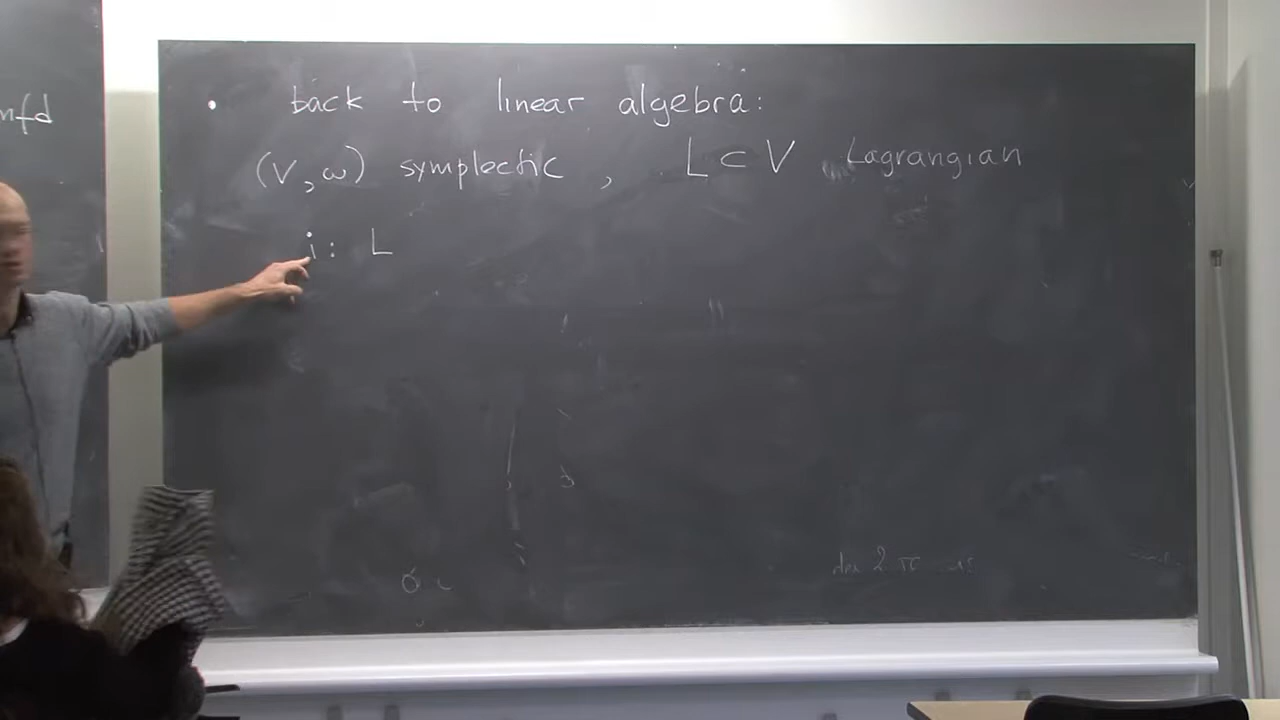 mfd
• back to linear algebra:
(V, ω) symplectic , L ⊂ V Lagrangian
i : L